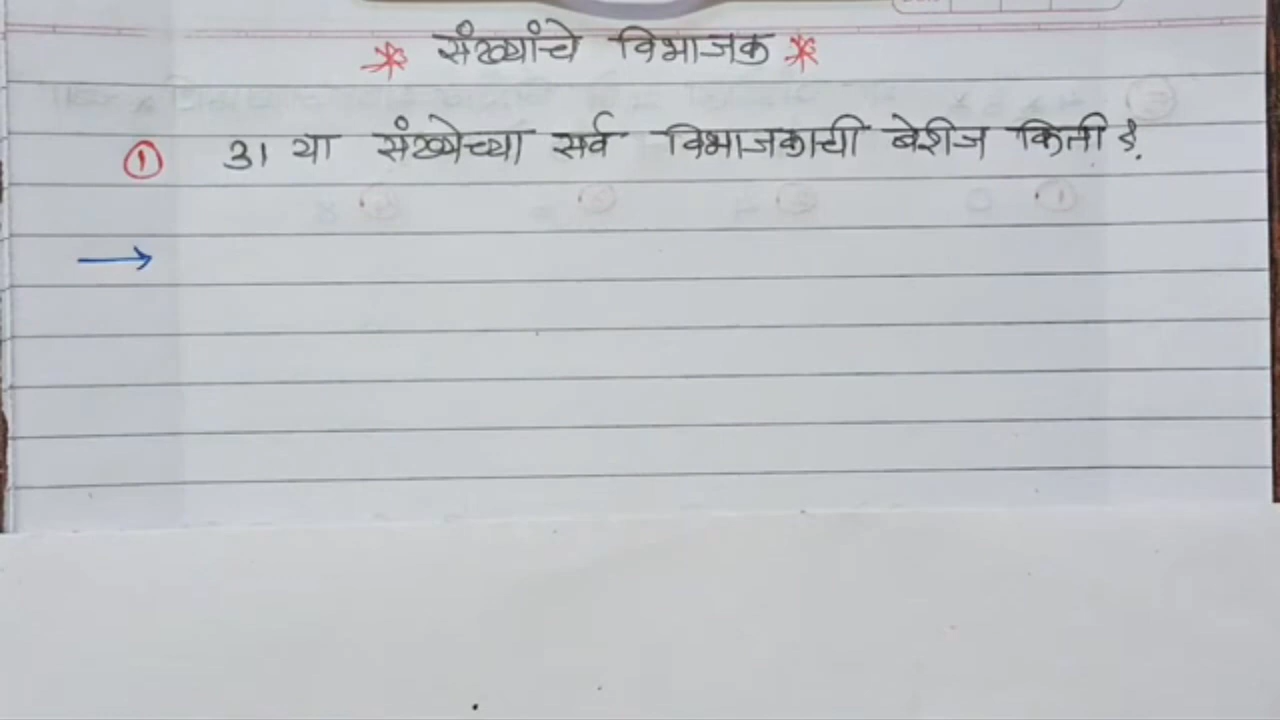 * संख्यांचे विभाजक *
① 31 या संख्येच्या सर्व विभाजकाची बेरीज किती ?.
→